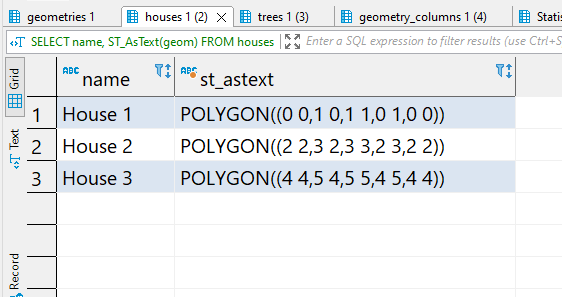 geometries 1 houses 1 (2) trees 1 (3) geometry_columns 1 (4) Statis
SELECT name, ST_AsText(geom) FROM houses Enter a SQL expression to filter results (use Ctrl+S
Grid
Text
Record
ABC name ABC st_astext
1 House 1 POLYGON((0 0,1 0,1 1,0 1,0 0))
2 House 2 POLYGON((2 2,3 2,3 3,2 3,2 2))
3 House 3 POLYGON((4 4,5 4,5 5,4 5,4 4))